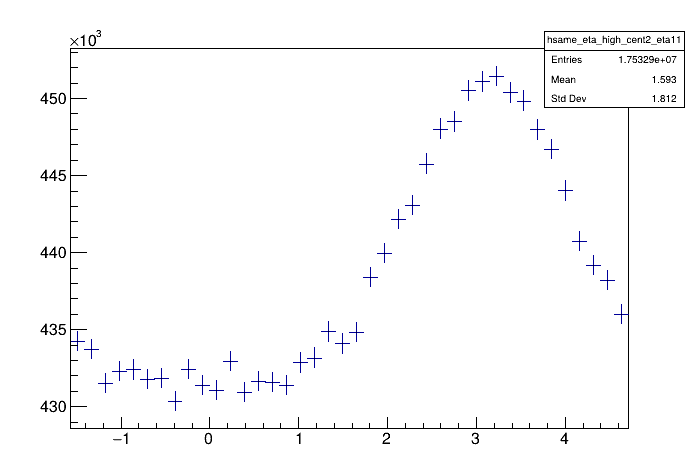 ×10³
hsame_eta_high_cent2_eta11
Entries 1.75329e+07
Mean 1.593
Std Dev 1.812
450
445
440
435
430
−1 0 1 2 3 4